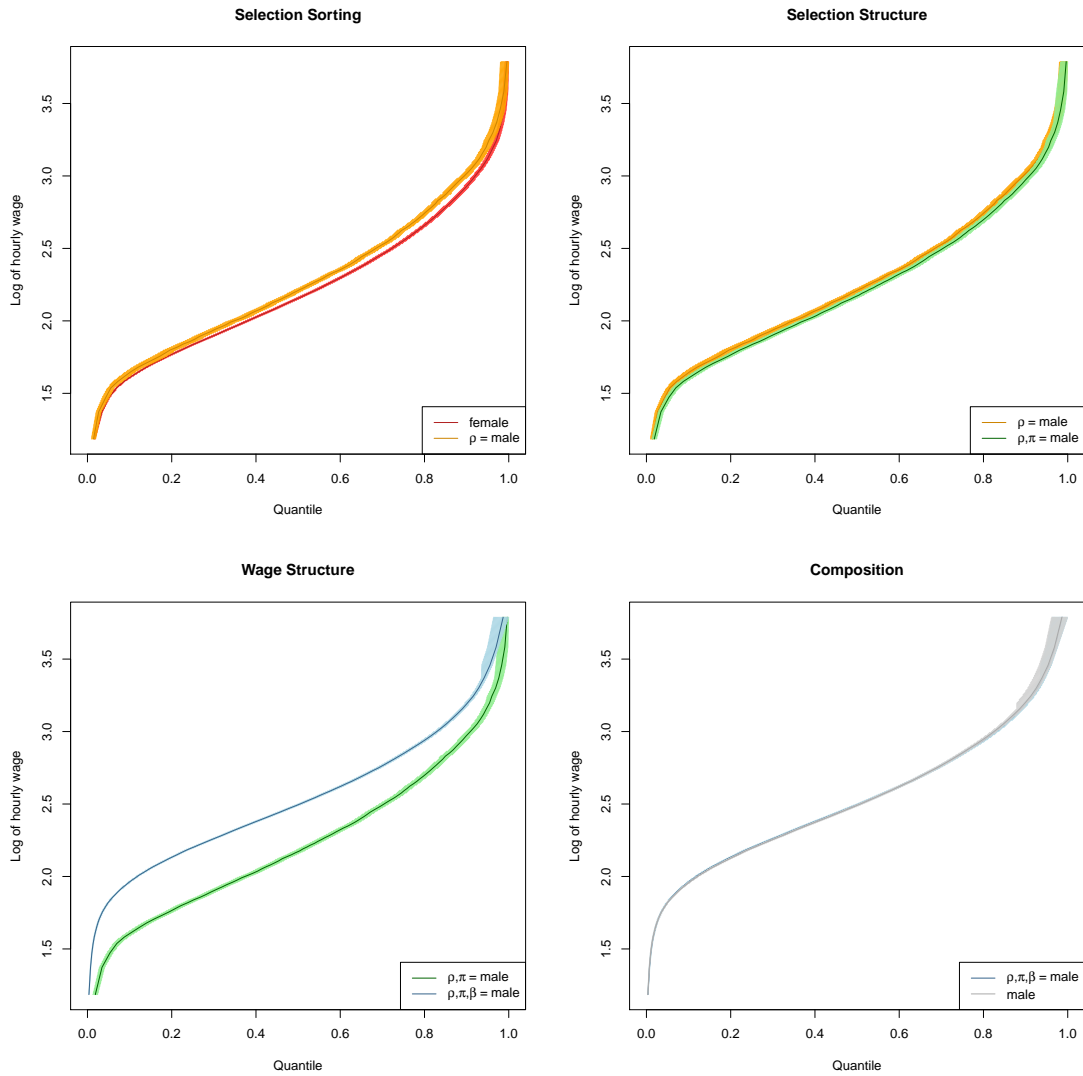 Selection Sorting
Log of hourly wage
3.5
3.0
2.5
2.0
1.5
female
ρ = male
0.0 0.2 0.4 0.6 0.8 1.0
Quantile
Selection Structure
Log of hourly wage
3.5
3.0
2.5
2.0
1.5
ρ = male
ρ,π = male
0.0 0.2 0.4 0.6 0.8 1.0
Quantile
Wage Structure
Log of hourly wage
3.5
3.0
2.5
2.0
1.5
ρ,π = male
ρ,π,β = male
0.0 0.2 0.4 0.6 0.8 1.0
Quantile
Composition
Log of hourly wage
3.5
3.0
2.5
2.0
1.5
ρ,π,β = male
male
0.0 0.2 0.4 0.6 0.8 1.0
Quantile